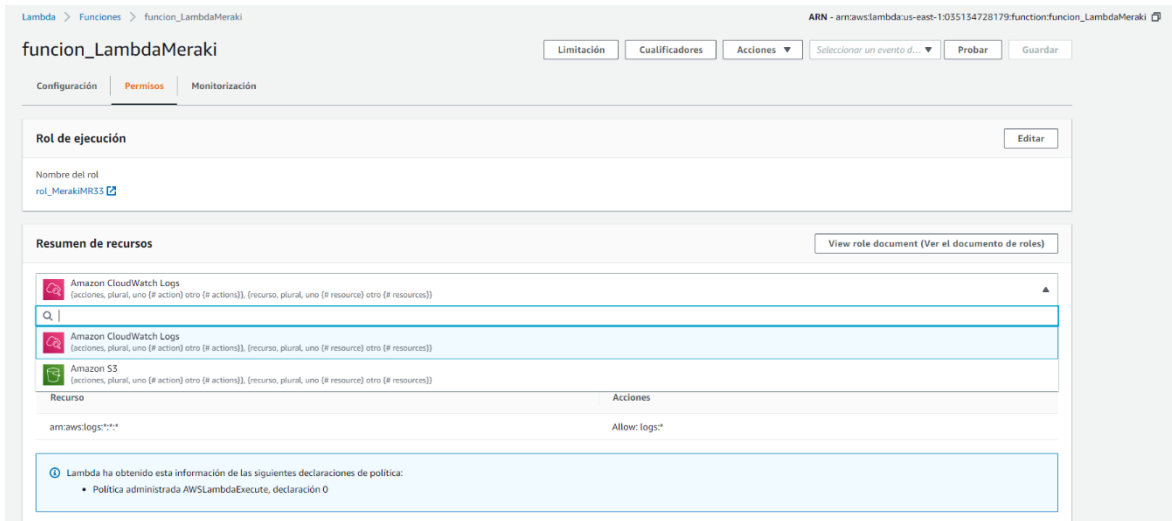 Lambda > Funciones > funcion_LambdaMeraki
ARN - arn:aws:lambda:us-east-1:035134728179:function:funcion_LambdaMeraki
funcion_LambdaMeraki
Limitación Cualificadores Acciones ▼ Seleccionar un evento d... ▼ Probar Guardar
Configuración Permisos Monitorización
Rol de ejecución Editar
Nombre del rol
rol_MerakiMR33
Resumen de recursos View role document (Ver el documento de roles)
Amazon CloudWatch Logs
{acciones, plural, uno {# action} otro {# actions}}, {recurso, plural, uno {# resource} otro {# resources}}
Amazon CloudWatch Logs
{acciones, plural, uno {# action} otro {# actions}}, {recurso, plural, uno {# resource} otro {# resources}}
Amazon S3
{acciones, plural, uno {# action} otro {# actions}}, {recurso, plural, uno {# resource} otro {# resources}}
Recurso Acciones
arn:aws:logs:*:*:* Allow: logs:*
Lambda ha obtenido esta información de las siguientes declaraciones de política:
• Política administrada AWSLambdaExecute, declaración 0